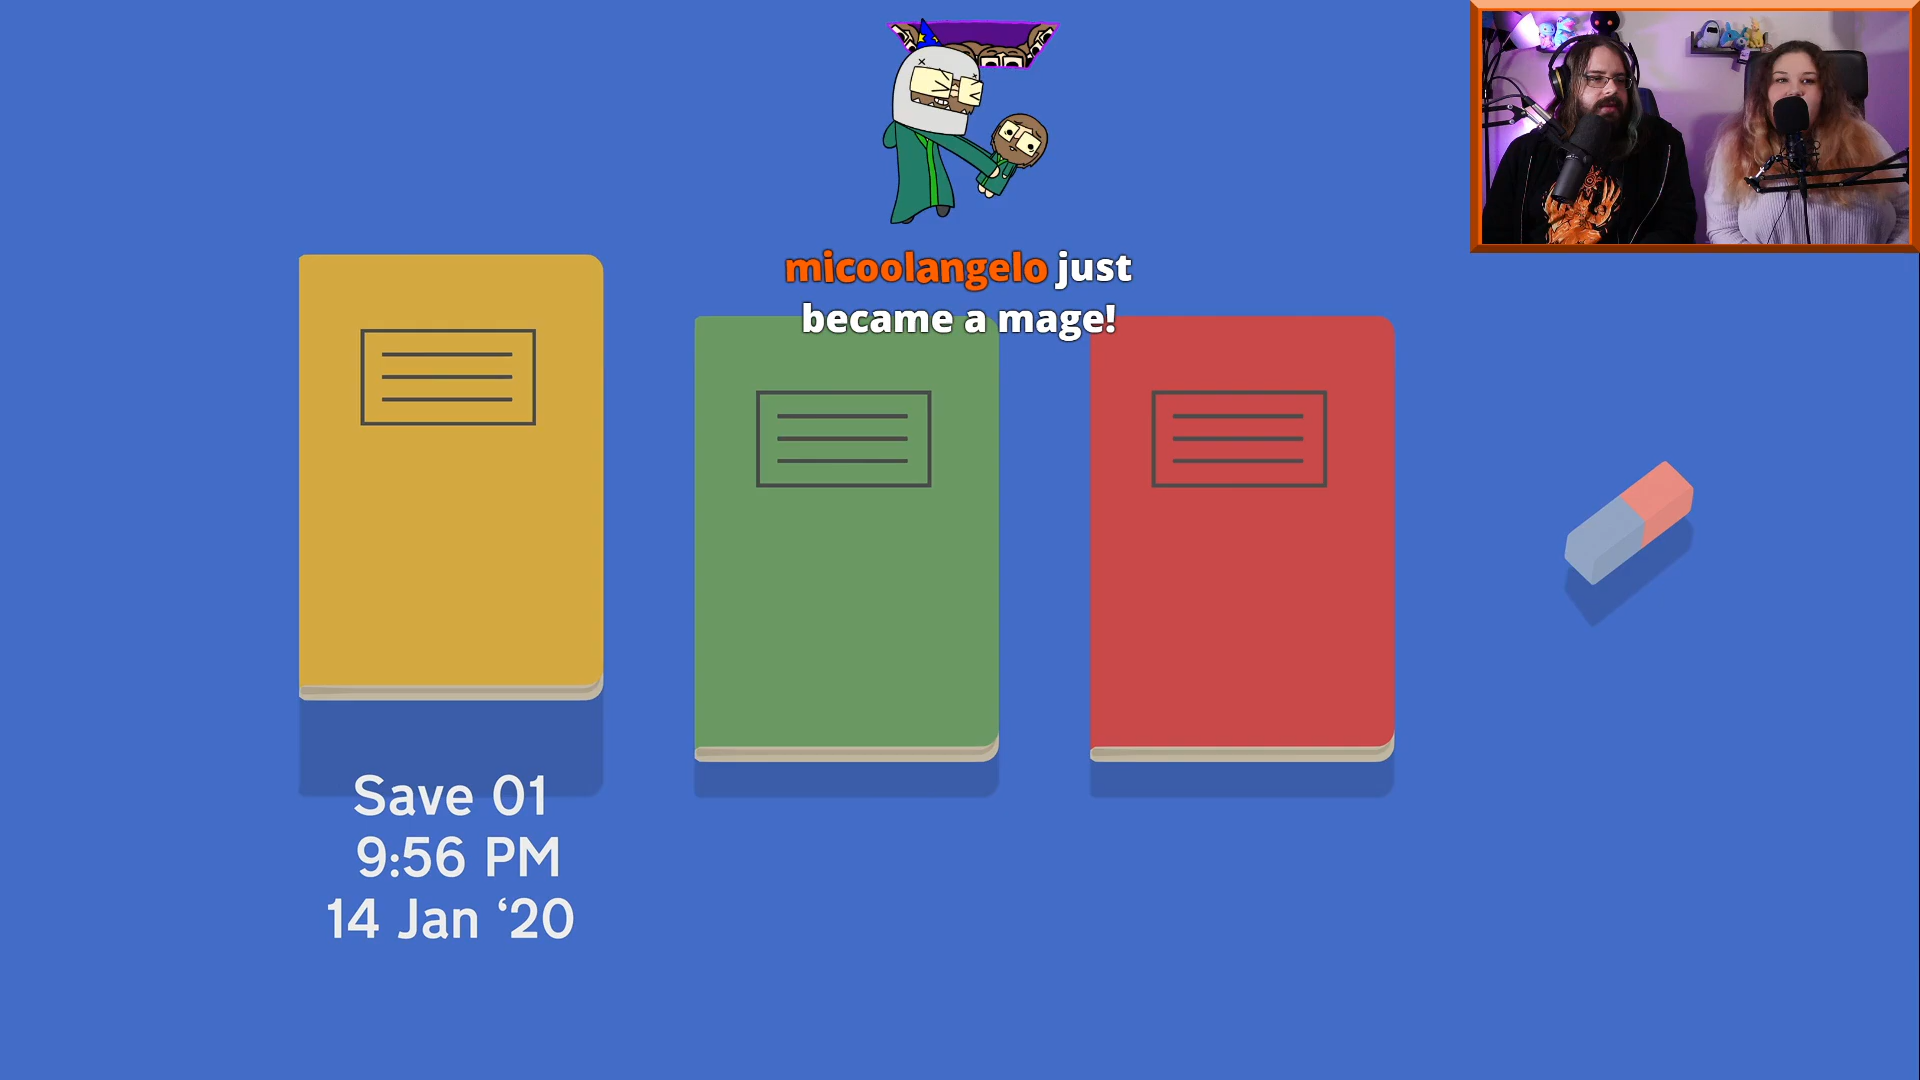 micoolangelo just
became a mage!
Save 01
9:56 PM
14 Jan ‘20